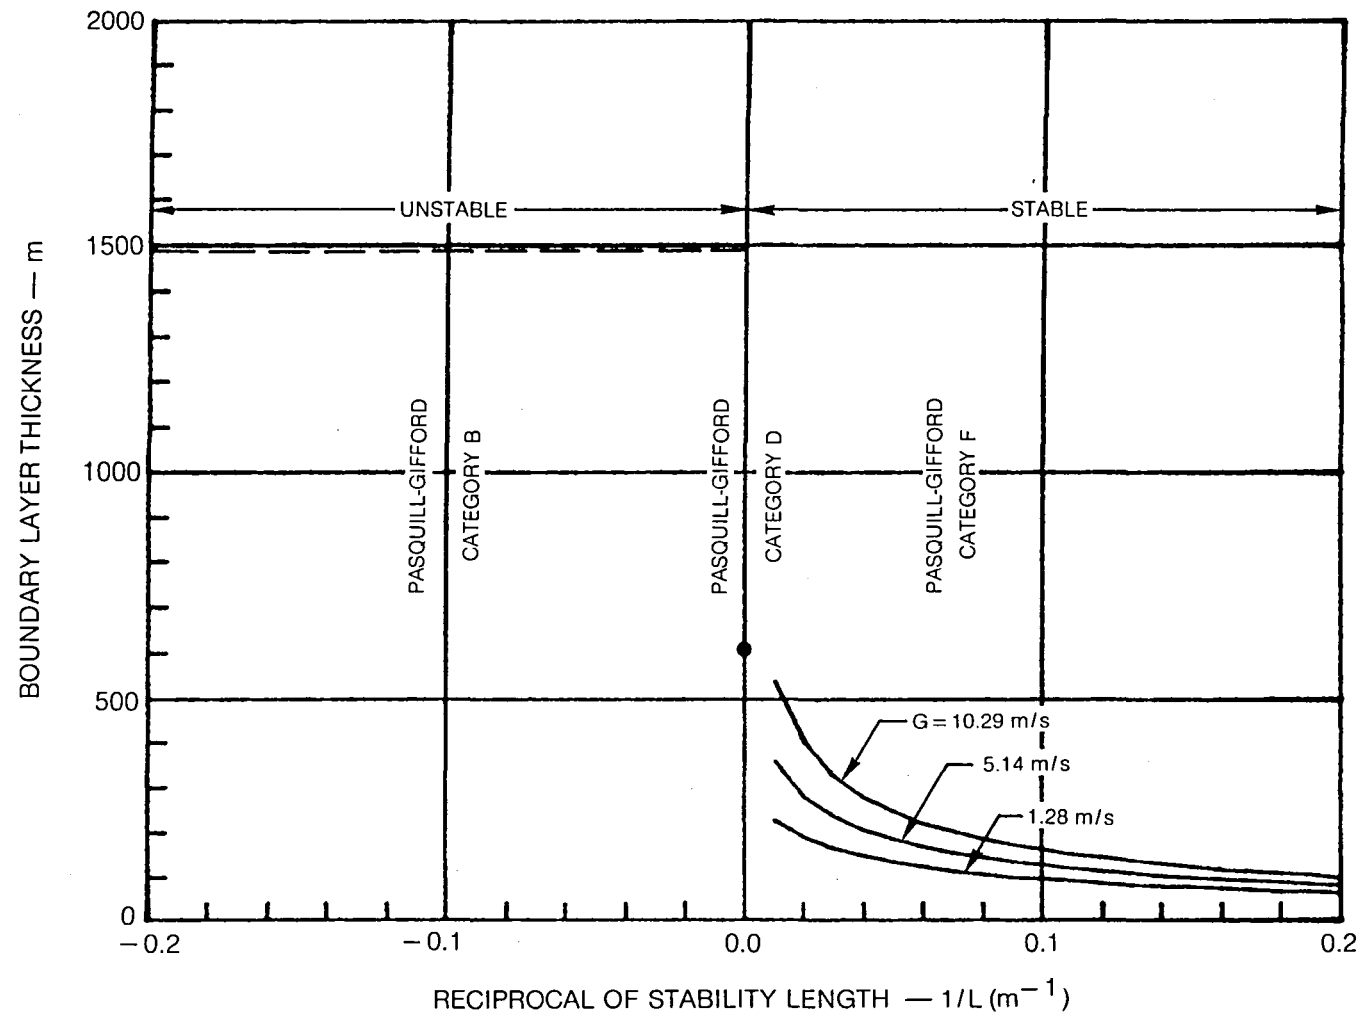 2000
UNSTABLE
STABLE
1500
BOUNDARY LAYER THICKNESS — m
PASQUILL-GIFFORD
CATEGORY B
PASQUILL-GIFFORD
CATEGORY D
PASQUILL-GIFFORD
CATEGORY F
1000
500
G = 10.29 m/s
5.14 m/s
1.28 m/s
0
−0.2
−0.1
0.0
0.1
0.2
RECIPROCAL OF STABILITY LENGTH — 1/L (m⁻¹)